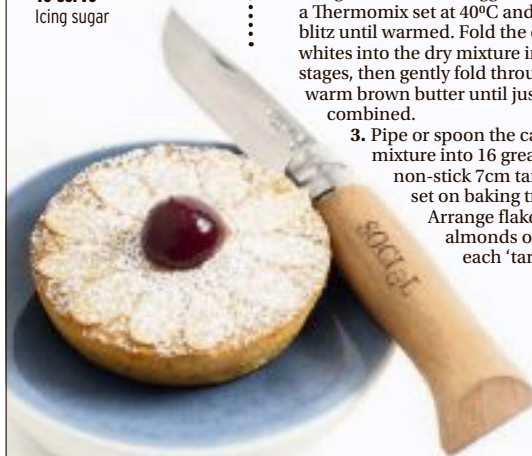 Icing sugar
a Thermomix set at 40ºC and
blitz until warmed. Fold the
whites into the dry mixture in
stages, then gently fold throu
warm brown butter until jus
combined.
3. Pipe or spoon the ca
mixture into 16 grea
non-stick 7cm ta
set on baking t
Arrange flake
almonds o
each ‘tar
SOCIAL